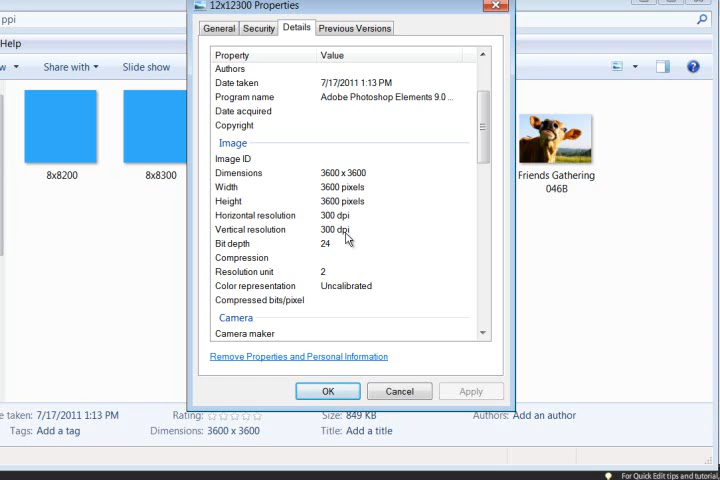 ppi
12x12300 Properties
Help
General Security Details Previous Versions
Share with Slide show
Property Value
Authors
Date taken 7/17/2011 1:13 PM
Program name Adobe Photoshop Elements 9.0 ...
Date acquired
Copyright
Image
Image ID
Dimensions 3600 x 3600
Width 3600 pixels
Height 3600 pixels
Horizontal resolution 300 dpi
Vertical resolution 300 dpi
Bit depth 24
Compression
Resolution unit 2
Color representation Uncalibrated
Compressed bits/pixel
Camera
Camera maker
8x8200
8x8300
Friends Gathering
046B
Remove Properties and Personal Information
OK Cancel Apply
e taken: 7/17/2011 1:13 PM Rating: Size: 849 KB Authors: Add an author
Tags: Add a tag Dimensions: 3600 x 3600 Title: Add a title
For Quick Edit tips and tutorial,